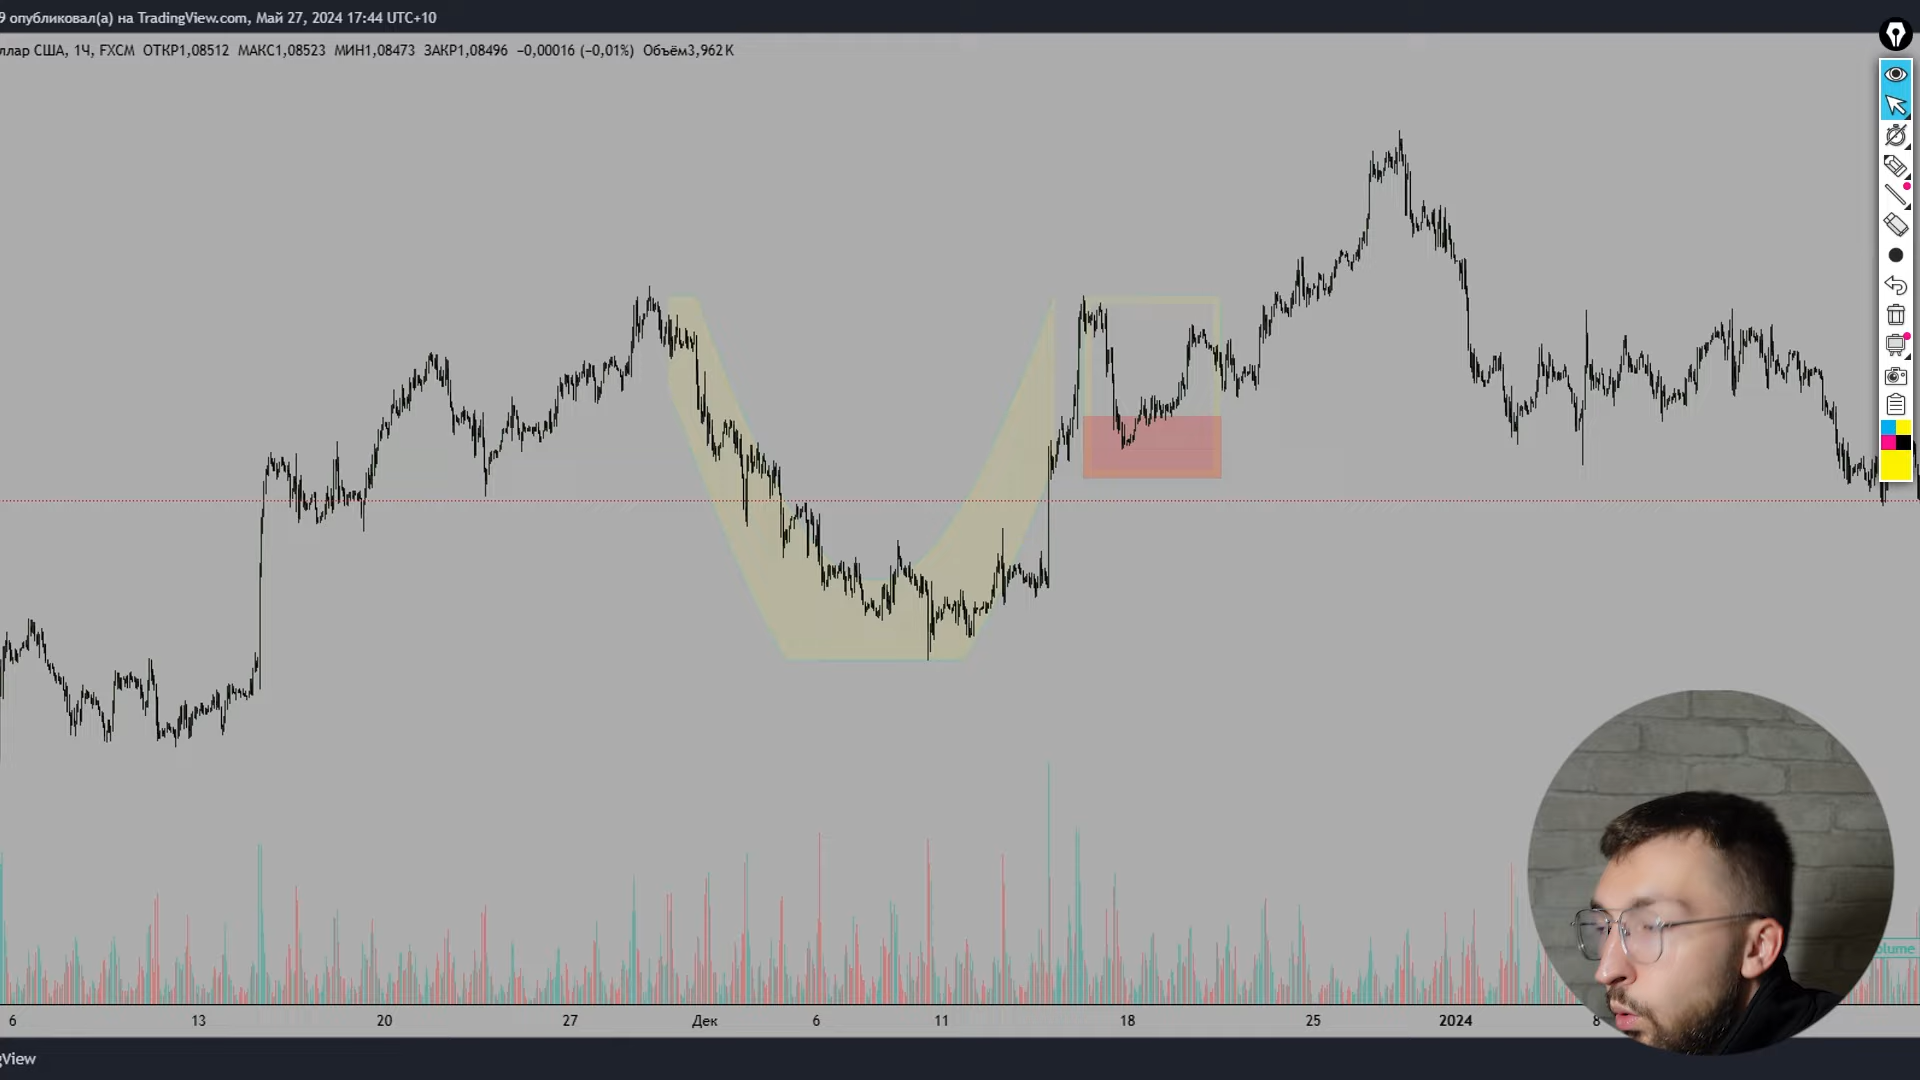 9 опубликовал(а) на TradingView.com, Май 27, 2024 17:44 UTC+10
ллар США, 1Ч, FXCM ОТКР1,08512 МАКС1,08523 МИН1,08473 ЗАКР1,08496 −0,00016 (−0,01%) Объём3,962 K
olume
6 13 20 27 Дек 6 11 18 25 2024 8
gView